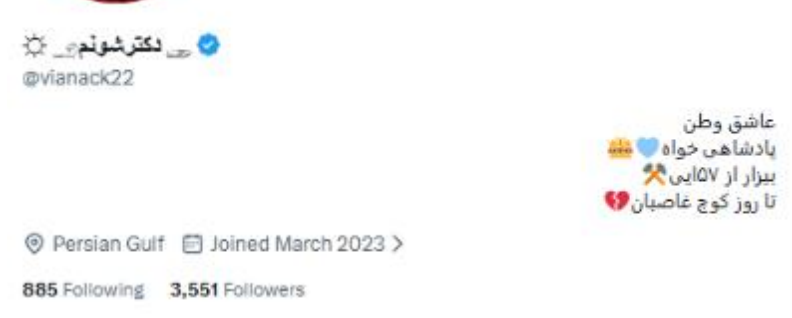 ؄ دکترشونم؄_ ☼
@vianack22
عاشق وطن
پادشاهی خواه🩵👑
بیزار از ۵۷ایی⚒️
تا روز کوچ غاصبان💔
Persian Gulf Joined March 2023 >
885 Following 3,551 Followers